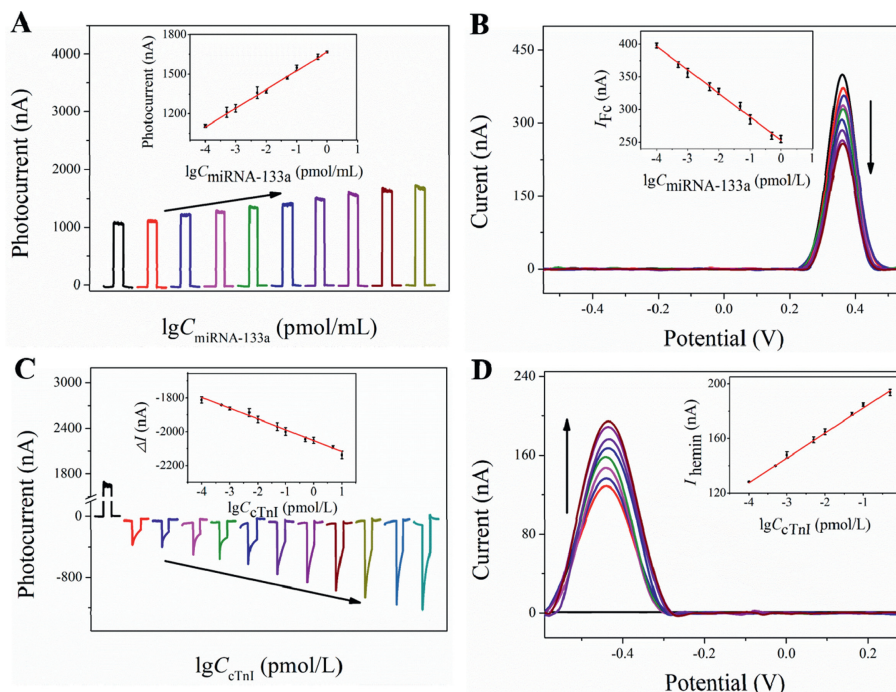 A
Photocurrent (nA)
4000
3000
2000
1000
0
Photocurrent (nA)
1800
1500
1200
-4 -3 -2 -1 0
lgCmiRNA-133a (pmol/mL)
lgCmiRNA-133a (pmol/mL)
B
Curent (nA)
450
300
150
0
IFc (nA)
400
350
300
250
-4 -3 -2 -1 0 1
lgCmiRNA-133a (pmol/L)
-0.4 -0.2 0.0 0.2 0.4
Potential (V)
C
Photocurrent (nA)
3000
2400
1600
0
-800
ΔI (nA)
-1800
-2000
-2200
-4 -3 -2 -1 0 1
lgCcTnI (pmol/L)
lgCcTnI (pmol/L)
D
Current (nA)
240
160
80
0
I hemin (nA)
200
160
120
-4 -3 -2 -1
lgCcTnI (pmol/L)
-0.4 -0.2 0.0 0.2
Potential (V)